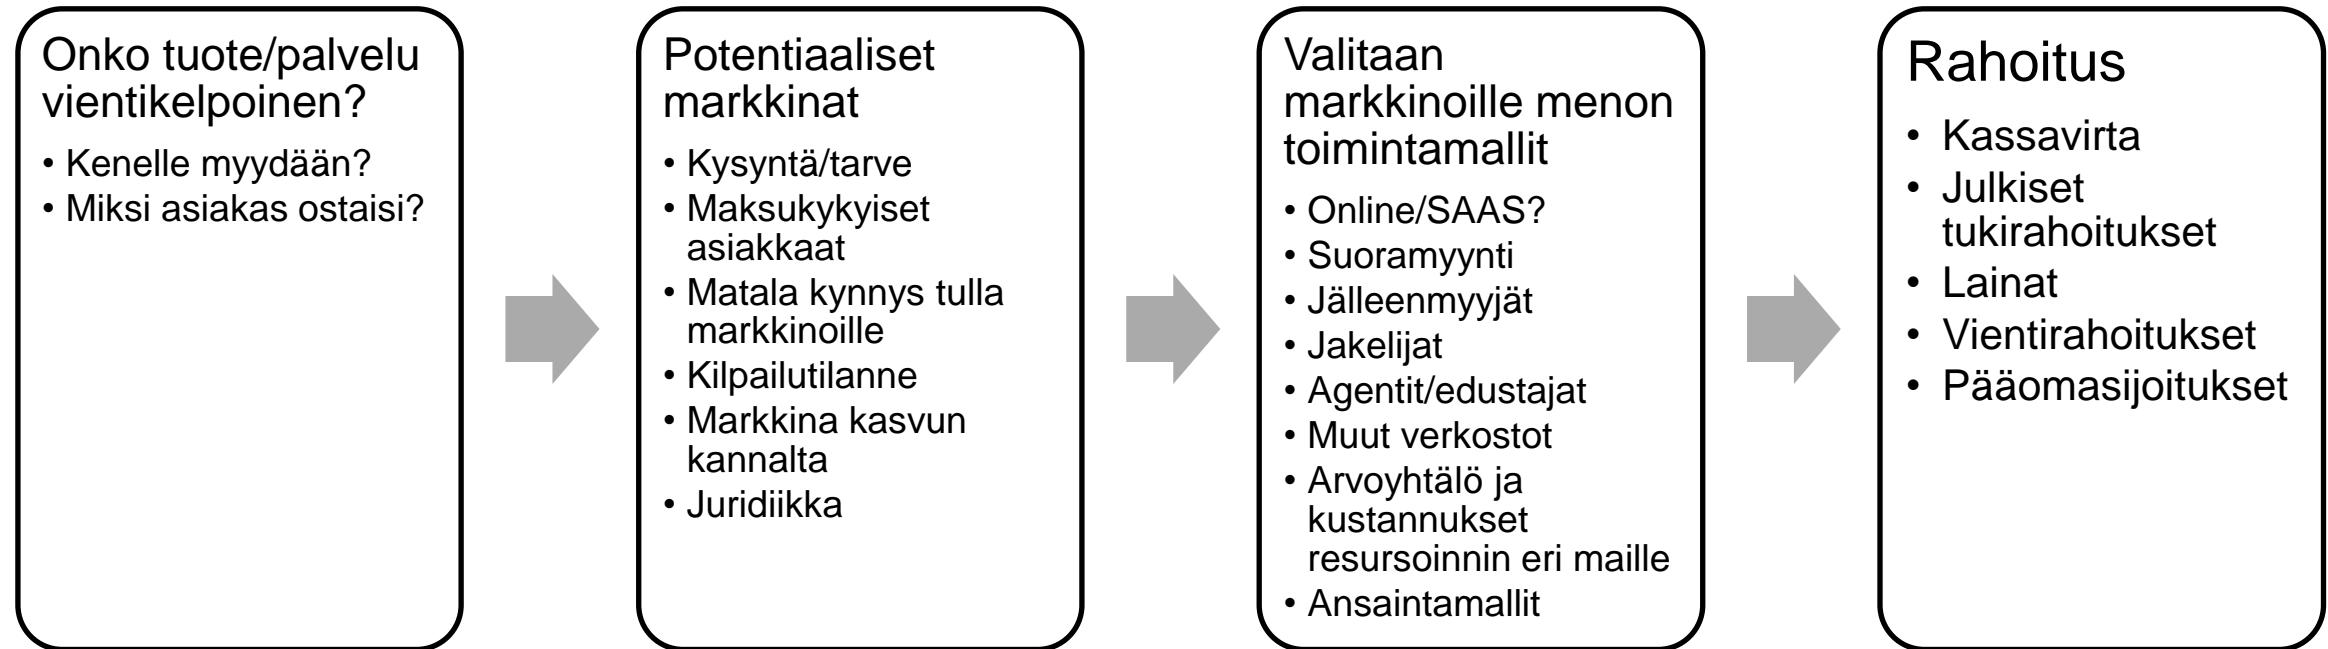 Onko tuote/palvelu
vientikelpoinen?
• Kenelle myydään?
• Miksi asiakas ostaisi?
Potentiaaliset
markkinat
• Kysyntä/tarve
• Maksukykyiset
asiakkaat
• Matala kynnys tulla
markkinoille
• Kilpailutilanne
• Markkina kasvun
kannalta
• Juridiikka
Valitaan
markkinoille menon
toimintamallit
• Online/SAAS?
• Suoramyynti
• Jälleenmyyjät
• Jakelijat
• Agentit/edustajat
• Muut verkostot
• Arvoyhtälö ja
kustannukset
resursoinnin eri maille
• Ansaintamallit
Rahoitus
• Kassavirta
• Julkiset
tukirahoitukset
• Lainat
• Vientirahoitukset
• Pääomasijoitukset